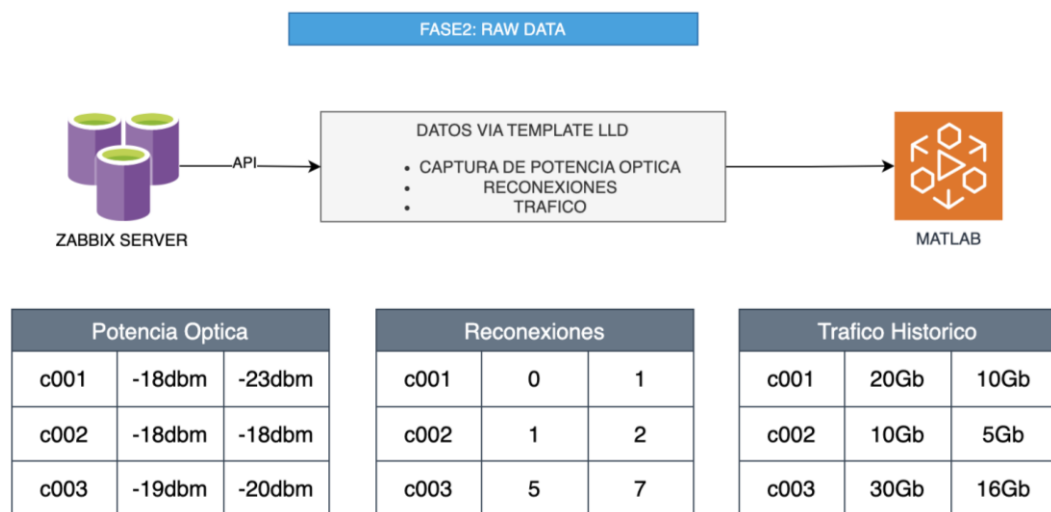 FASE2: RAW DATA
API
DATOS VIA TEMPLATE LLD
• CAPTURA DE POTENCIA OPTICA
• RECONEXIONES
• TRAFICO
ZABBIX SERVER
MATLAB
Potencia Optica
c001 -18dbm -23dbm
c002 -18dbm -18dbm
c003 -19dbm -20dbm
Reconexiones
c001 0 1
c002 1 2
c003 5 7
Trafico Historico
c001 20Gb 10Gb
c002 10Gb 5Gb
c003 30Gb 16Gb